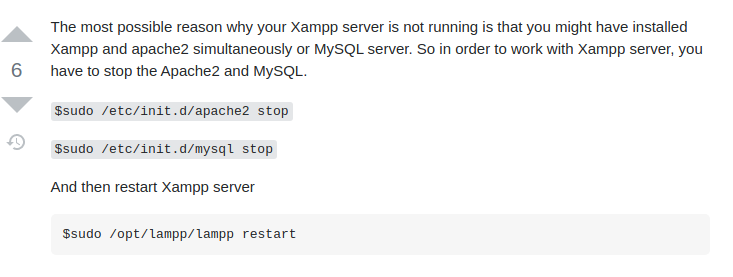 The most possible reason why your Xampp server is not running is that you might have installed
Xampp and apache2 simultaneously or MySQL server. So in order to work with Xampp server, you
6
have to stop the Apache2 and MySQL.
$sudo /etc/init.d/apache2 stop
$sudo /etc/init.d/mysql stop
And then restart Xampp server
$sudo /opt/lampp/lampp restart